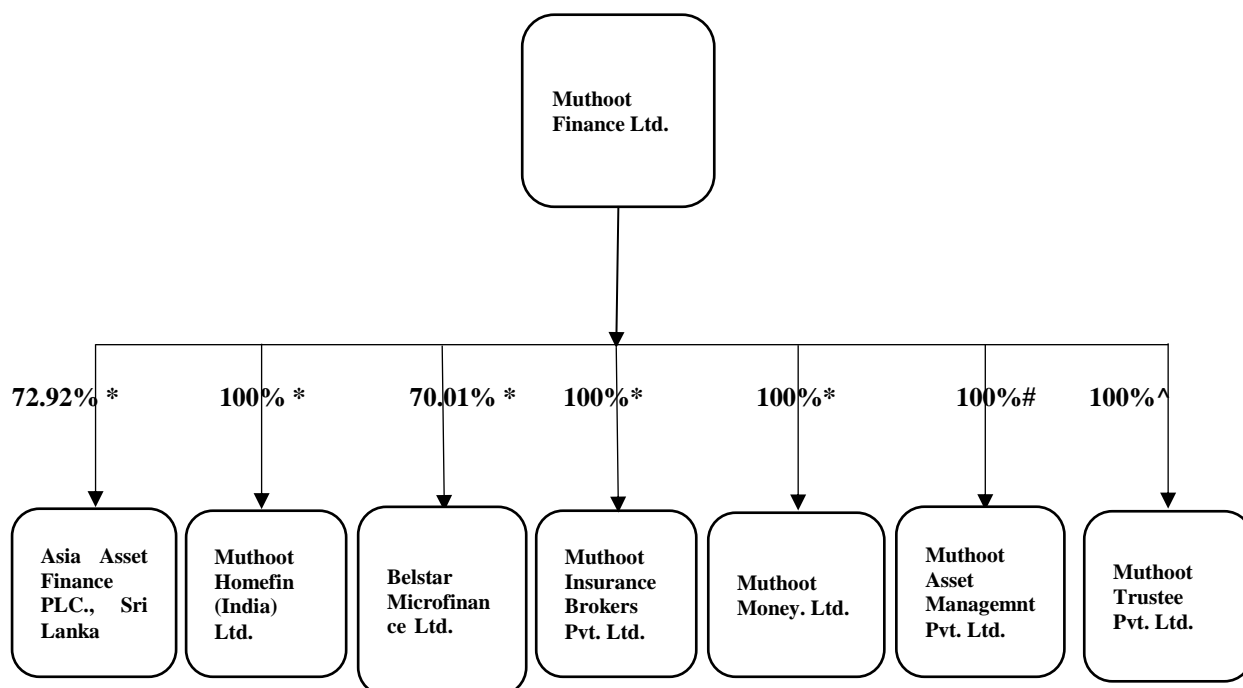 Muthoot
Finance Ltd.
72.92% *
100% *
70.01% *
100%*
100%*
100%#
100%^
Asia Asset
Finance
PLC., Sri
Lanka
Muthoot
Homefin
(India)
Ltd.
Belstar
Microfinan
ce Ltd.
Muthoot
Insurance
Brokers
Pvt. Ltd.
Muthoot
Money. Ltd.
Muthoot
Asset
Managemnt
Pvt. Ltd.
Muthoot
Trustee
Pvt. Ltd.